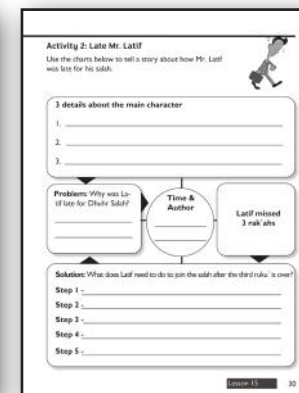 Activity 2: Late Mr. Latif
Use the charts below to tell a story about how Mr. Latif
was late for his salah.
3 details about the main character
1.
2.
3.
Problem: Why was La-
tif late for Dhuhr Salah?
Time &
Author
Latif missed
3 rak'ahs
Solution: What does Latif need to do to join the salah after the third ruku' is over?
Step 1 -
Step 2 -
Step 3 -
Step 4 -
Step 5 -
Lesson 15 30